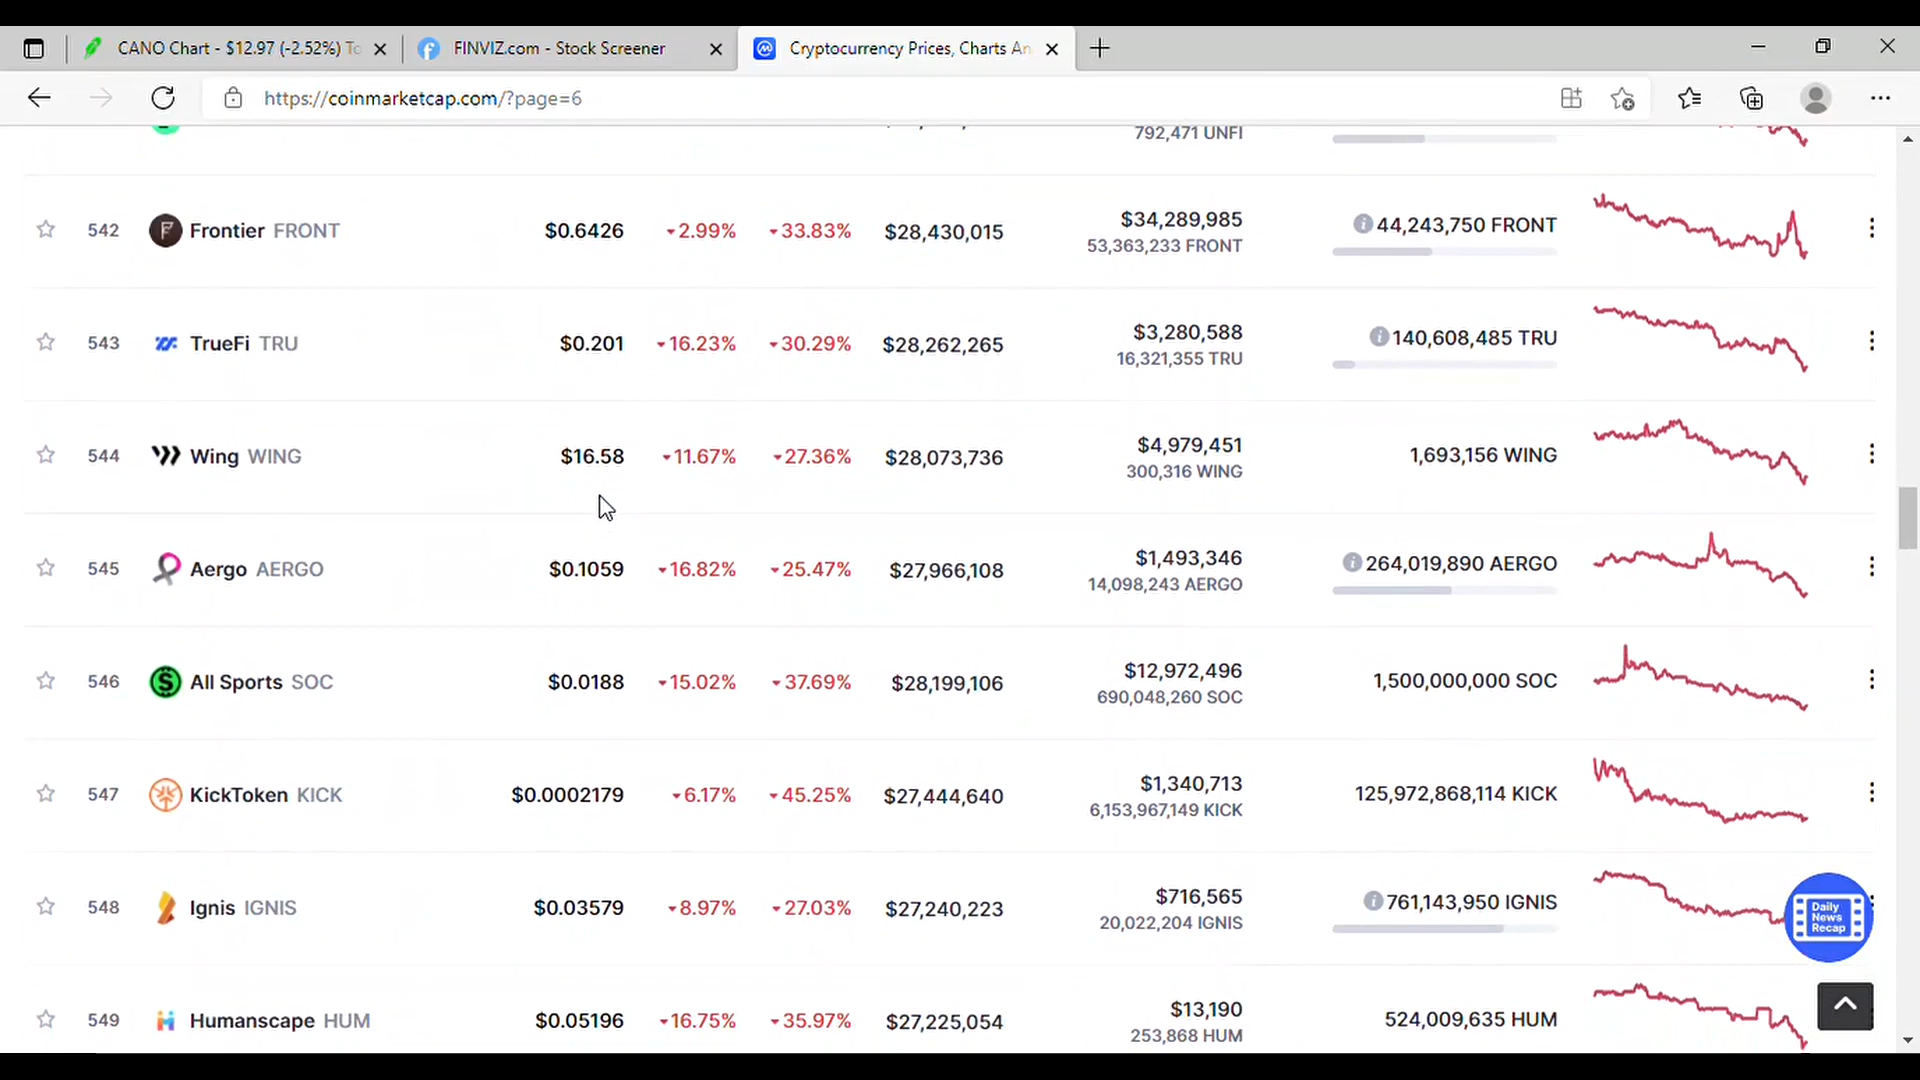 CANO Chart - $12.97 (-2.52%) To
FINVIZ.com - Stock Screener
Cryptocurrency Prices, Charts An
https://coinmarketcap.com/?page=6
792,471 UNFI
542 Frontier FRONT $0.6426 2.99% 33.83% $28,430,015 $34,289,985 44,243,750 FRONT
53,363,233 FRONT
543 TrueFi TRU $0.201 16.23% 30.29% $28,262,265 $3,280,588 140,608,485 TRU
16,321,355 TRU
544 Wing WING $16.58 11.67% 27.36% $28,073,736 $4,979,451 1,693,156 WING
300,316 WING
545 Aergo AERGO $0.1059 16.82% 25.47% $27,966,108 $1,493,346 264,019,890 AERGO
14,098,243 AERGO
546 All Sports SOC $0.0188 15.02% 37.69% $28,199,106 $12,972,496 1,500,000,000 SOC
690,048,260 SOC
547 KickToken KICK $0.0002179 6.17% 45.25% $27,444,640 $1,340,713 125,972,868,114 KICK
6,153,967,149 KICK
548 Ignis IGNIS $0.03579 8.97% 27.03% $27,240,223 $716,565 761,143,950 IGNIS
20,022,204 IGNIS
Daily
News
Recap
549 Humanscape HUM $0.05196 16.75% 35.97% $27,225,054 $13,190 524,009,635 HUM
253,868 HUM